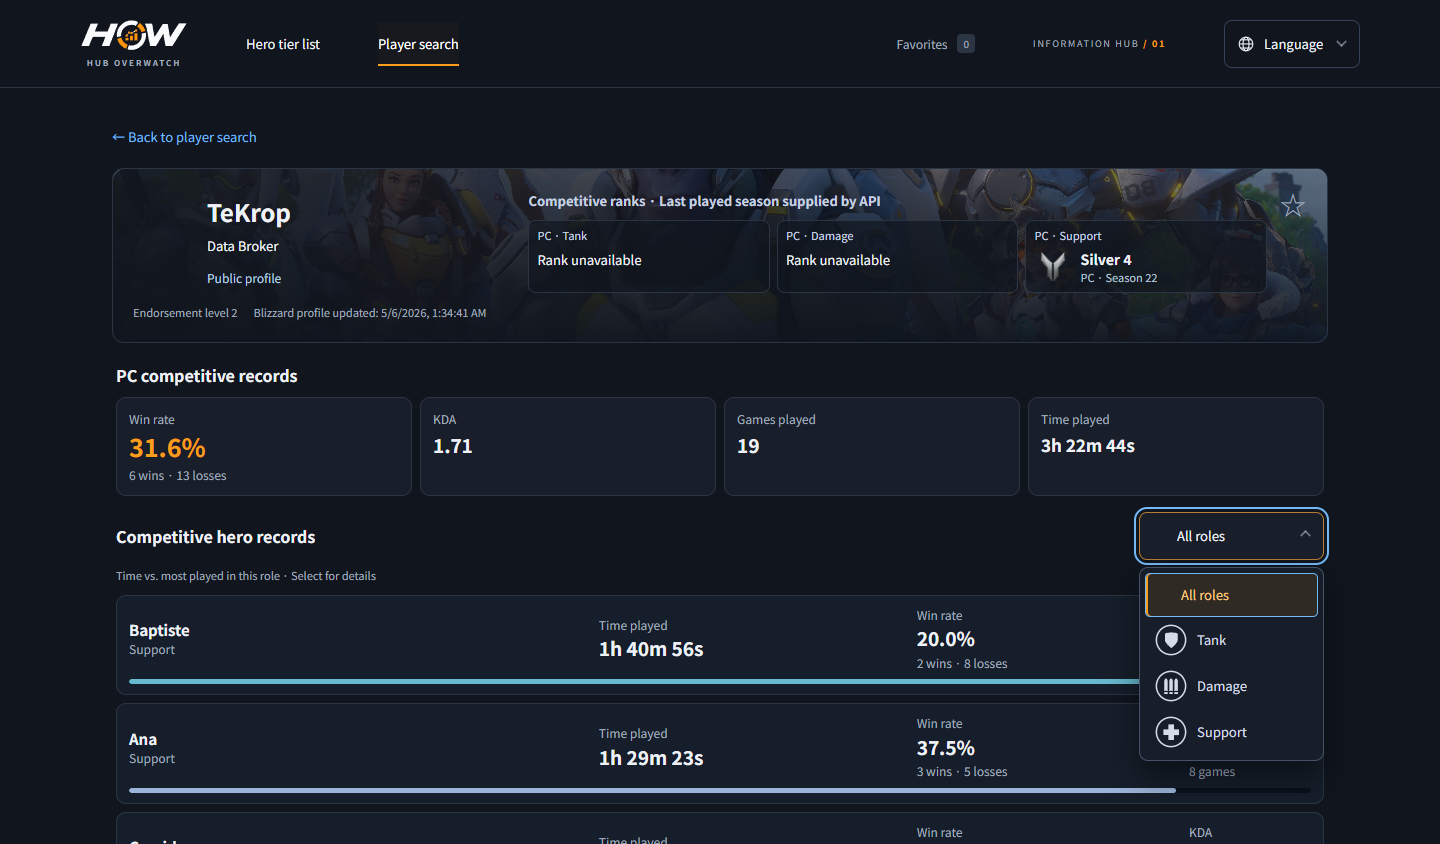 HOW
HUB OVERWATCH
Hero tier list
Player search
Favorites 0
INFORMATION HUB / 01
Language
← Back to player search
TeKrop
Data Broker
Public profile
Endorsement level 2
Blizzard profile updated: 5/6/2026, 1:34:41 AM
Competitive ranks · Last played season supplied by API
PC · Tank
Rank unavailable
PC · Damage
Rank unavailable
PC · Support
Silver 4
PC · Season 22
PC competitive records
Win rate
31.6%
6 wins · 13 losses
KDA
1.71
Games played
19
Time played
3h 22m 44s
Competitive hero records
All roles
Time vs. most played in this role · Select for details
All roles
Tank
Damage
Support
Baptiste
Support
Time played
1h 40m 56s
Win rate
20.0%
2 wins · 8 losses
Ana
Support
Time played
1h 29m 23s
Win rate
37.5%
3 wins · 5 losses
8 games
Time played
Win rate
KDA